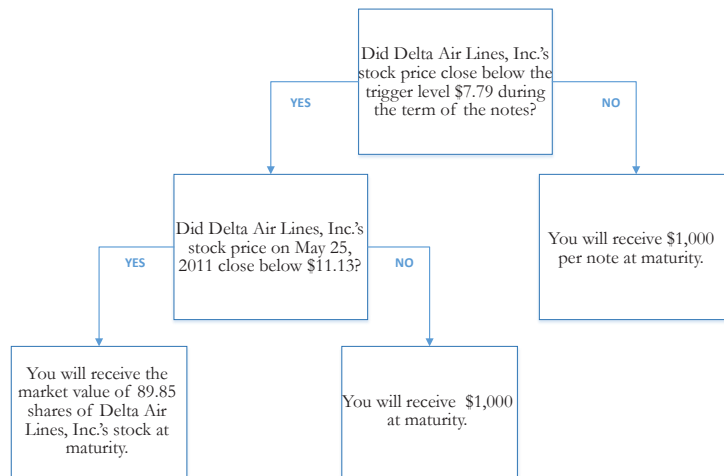 Did Delta Air Lines, Inc.'s
stock price close below the
trigger level $7.79 during
the term of the notes?
YES
NO
Did Delta Air Lines, Inc.'s
stock price on May 25,
2011 close below $11.13?
You will receive $1,000
per note at maturity.
YES
NO
You will receive the
market value of 89.85
shares of Delta Air
Lines, Inc.'s stock at
maturity.
You will receive  $1,000
at maturity.